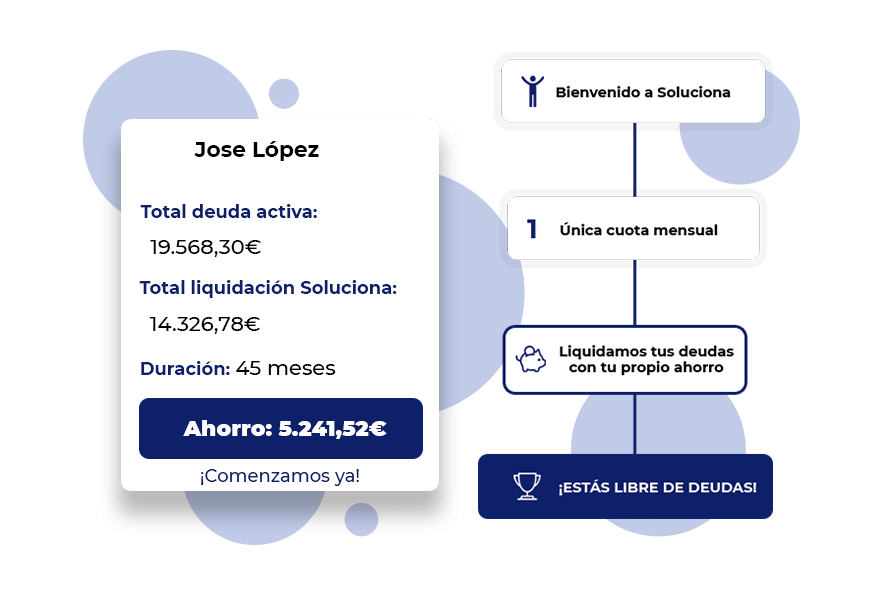 Jose López
Total deuda activa:
19.568,30€
Total liquidación Soluciona:
14.326,78€
Duración: 45 meses
Ahorro: 5.241,52€
¡Comenzamos ya!
Bienvenido a Soluciona
1 Única cuota mensual
Liquidamos tus deudas
con tu propio ahorro
¡ESTÁS LIBRE DE DEUDAS!